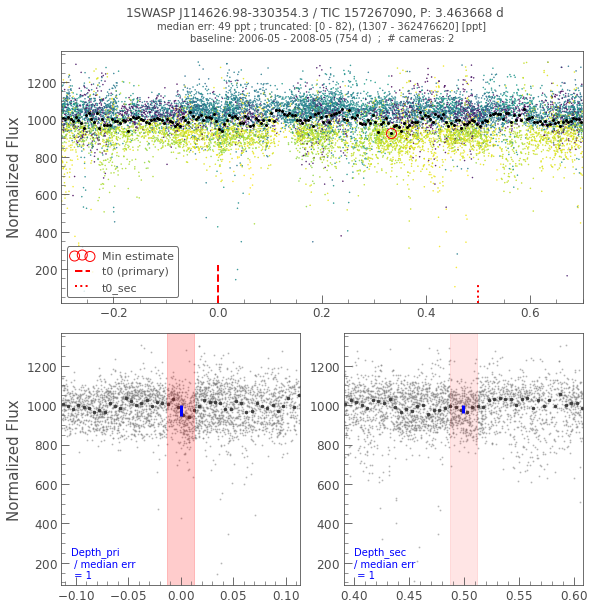 1SWASP J114626.98-330354.3 / TIC 157267090, P: 3.463668 d
median err: 49 ppt ; truncated: [0 - 82), (1307 - 362476620] [ppt]
baseline: 2006-05 - 2008-05 (754 d)  ;  # cameras: 2
Normalized Flux
1200
1000
800
600
400
200
Min estimate
t0 (primary)
t0_sec
−0.2
0.0
0.2
0.4
0.6
Normalized Flux
1200
1000
800
600
400
200
Depth_pri
/ median err
= 1
−0.10
−0.05
0.00
0.05
0.10
1200
1000
800
600
400
200
Depth_sec
/ median err
= 1
0.40
0.45
0.50
0.55
0.60